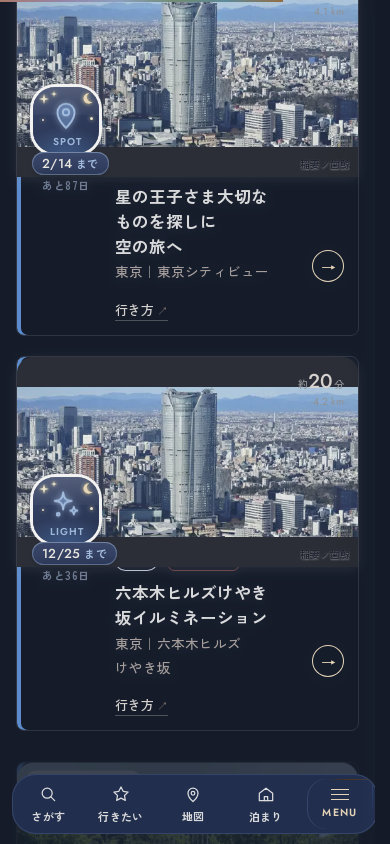 SPOT
2/14 まで
あと87日
星の王子さま大切な
ものを探しに
空の旅へ
東京｜東京シティビュー
→
行き方 ↗
約20分
LIGHT
12/25 まで
あと36日
六本木ヒルズけやき
坂イルミネーション
東京｜六本木ヒルズ
けやき坂
→
行き方 ↗
さがす
行きたい
地図
泊まり
MENU